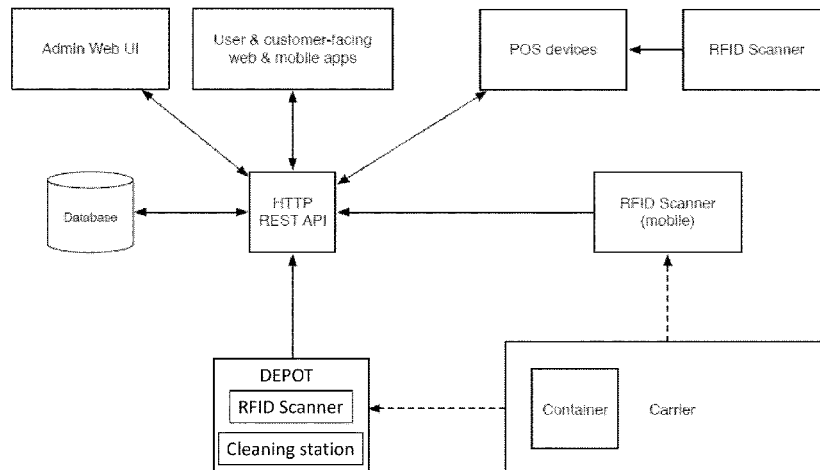 Admin Web UI
User & customer-facing
web & mobile apps
POS devices
RFID Scanner
Database
HTTP
REST API
RFID Scanner
(mobile)
DEPOT
RFID Scanner
Cleaning station
Container
Carrier